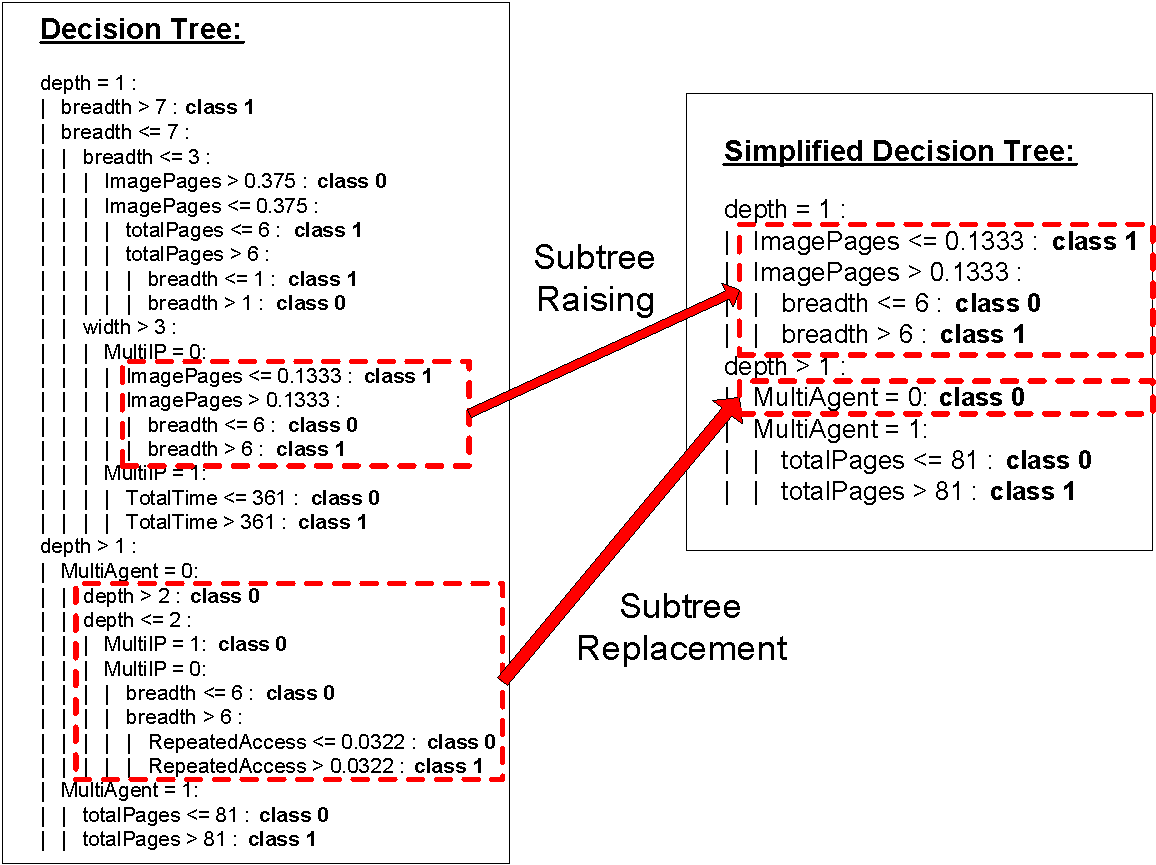 Decision Tree:
depth = 1 :
| breadth > 7 : class 1
| breadth <= 7 :
| | breadth <= 3 :
| | | ImagePages > 0.375 : class 0
| | | ImagePages <= 0.375 :
| | | | totalPages <= 6 : class 1
| | | | totalPages > 6 :
| | | | | breadth <= 1 : class 1
| | | | | breadth > 1 : class 0
| | width > 3 :
| | | MultiIP = 0:
| | | | ImagePages <= 0.1333 : class 1
| | | | ImagePages > 0.1333 :
| | | | | breadth <= 6 : class 0
| | | | | breadth > 6 : class 1
| | | MultiIP = 1:
| | | | TotalTime <= 361 : class 0
| | | | TotalTime > 361 : class 1
depth > 1 :
| MultiAgent = 0:
| | depth > 2 : class 0
| | depth <= 2 :
| | | MultiIP = 1: class 0
| | | MultiIP = 0:
| | | | breadth <= 6 : class 0
| | | | breadth > 6 :
| | | | | RepeatedAccess <= 0.0322 : class 0
| | | | | RepeatedAccess > 0.0322 : class 1
| MultiAgent = 1:
| | totalPages <= 81 : class 0
| | totalPages > 81 : class 1
Subtree
Raising
Subtree
Replacement
Simplified Decision Tree:
depth = 1 :
| ImagePages <= 0.1333 : class 1
| ImagePages > 0.1333 :
| | breadth <= 6 : class 0
| | breadth > 6 : class 1
depth > 1 :
| MultiAgent = 0: class 0
| MultiAgent = 1:
| | totalPages <= 81 : class 0
| | totalPages > 81 : class 1